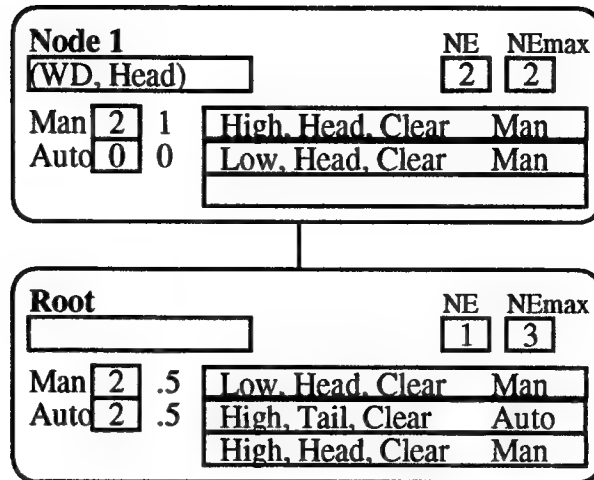 Node 1 NE NEmax
(WD, Head) 2 2
Man 2 1 High, Head, Clear Man
Auto 0 0 Low, Head, Clear Man
Root NE NEmax
1 3
Man 2 .5 Low, Head, Clear Man
Auto 2 .5 High, Tail, Clear Auto
High, Head, Clear Man